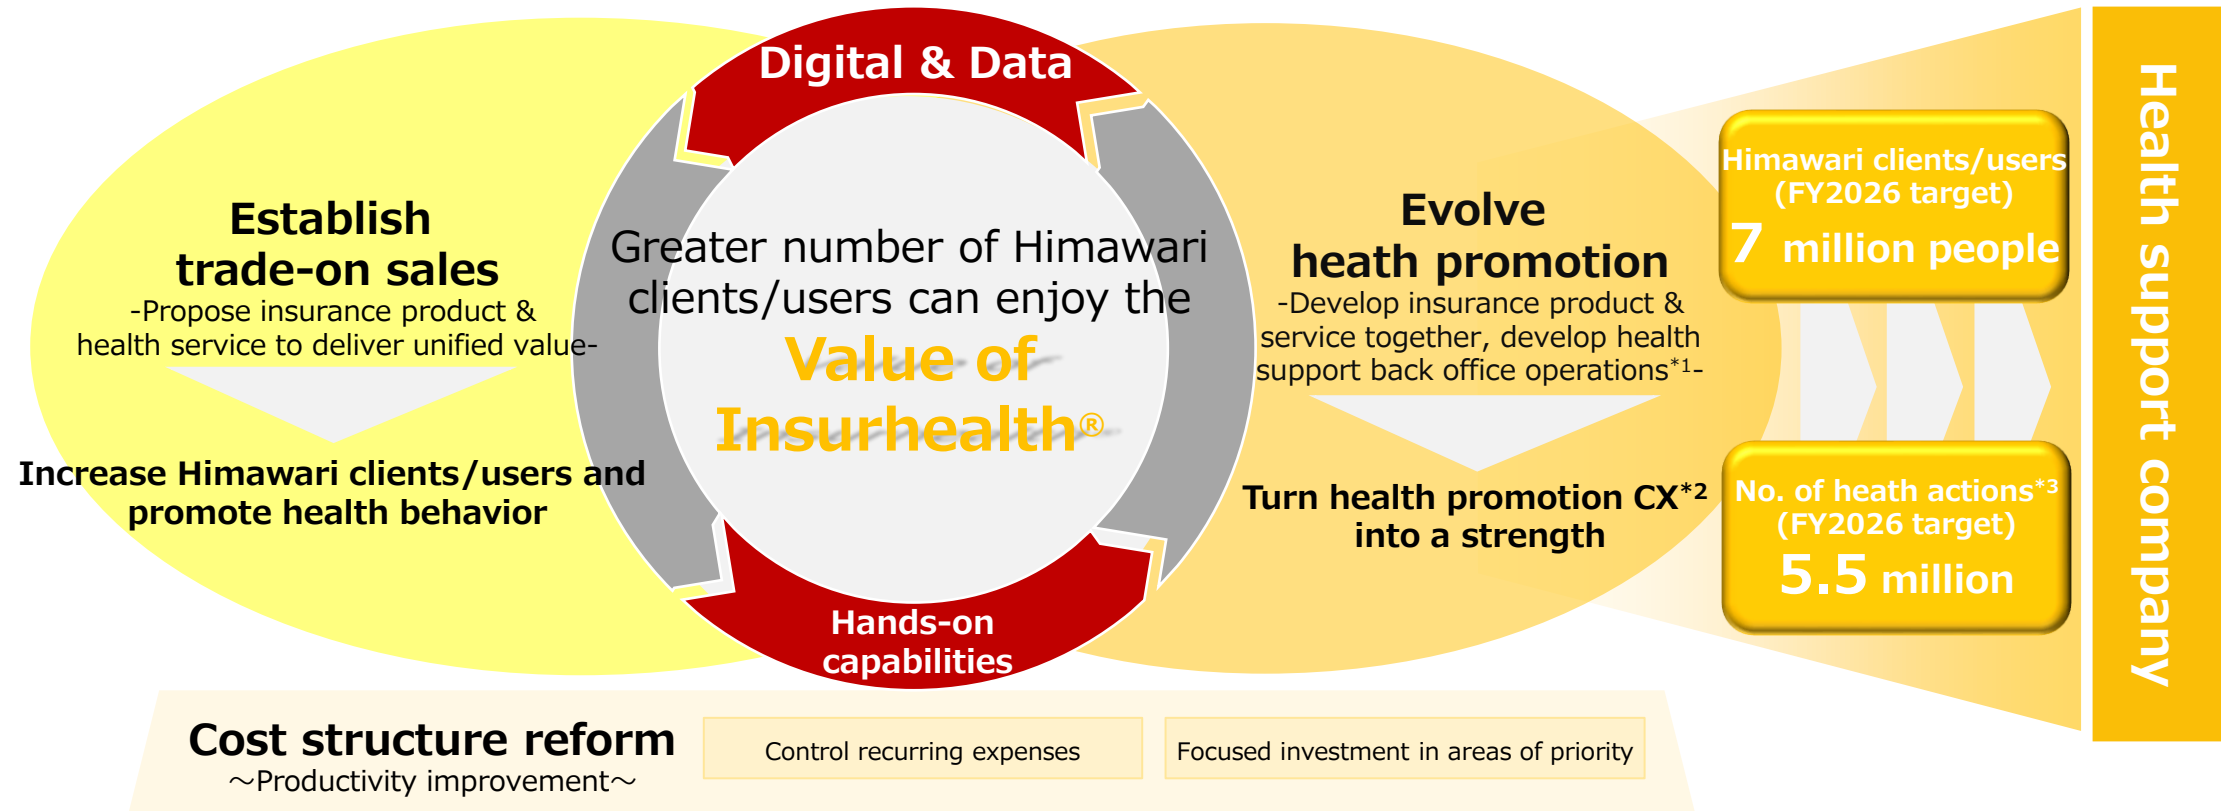 Digital & Data
Establish
trade-on sales
-Propose insurance product &
health service to deliver unified value-
Increase Himawari clients/users and
promote health behavior
Greater number of Himawari
clients/users can enjoy the
Value of
Insurhealth®
Hands-on
capabilities
Evolve
heath promotion
-Develop insurance product &
service together, develop health
support back office operations*1-
Turn health promotion CX*2
into a strength
Himawari clients/users
(FY2026 target)
7 million people
No. of heath actions*3
(FY2026 target)
5.5 million
Health support company
Cost structure reform
～Productivity improvement～
Control recurring expenses
Focused investment in areas of priority